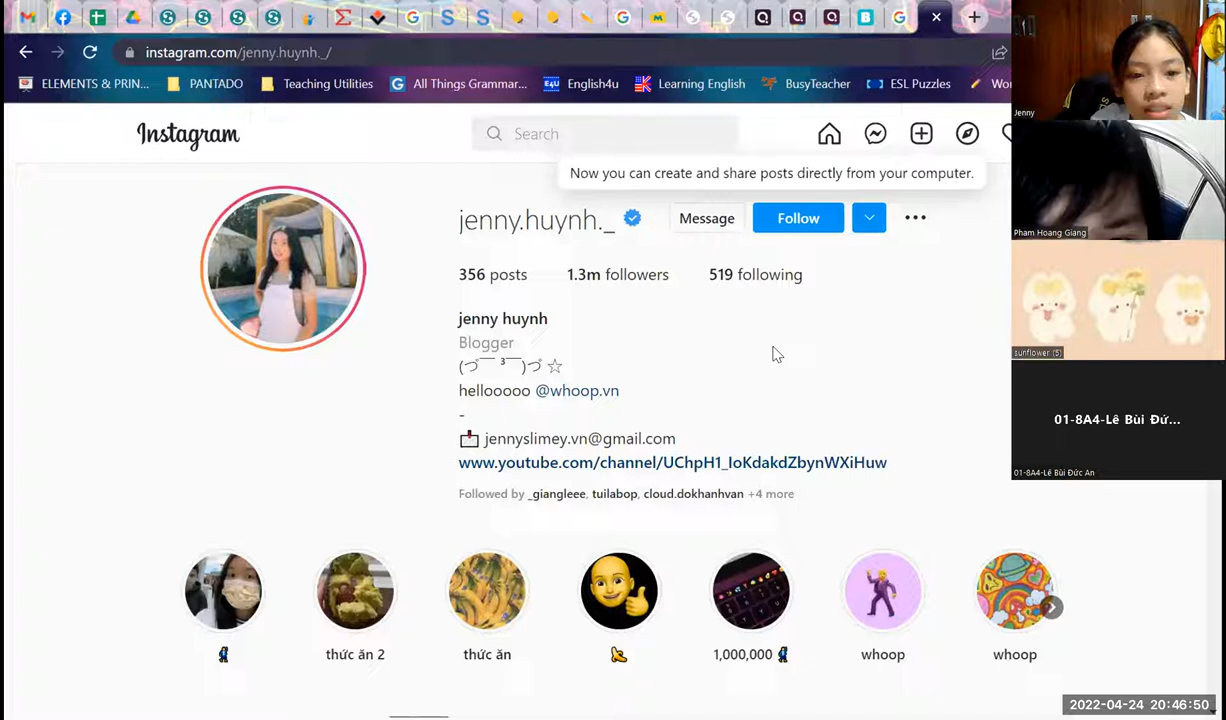 instagram.com/jenny.huynh._/
ELEMENTS & PRIN...
PANTADO
Teaching Utilities
All Things Grammar...
English4u
Learning English
BusyTeacher
ESL Puzzles
Instagram
Search
Now you can create and share posts directly from your computer.
jenny.huynh._
Message
Follow
356 posts
1.3m followers
519 following
jenny huynh
Blogger
(づ￣ ³￣)づ ☆
hellooooo @whoop.vn
-
jennyslimey.vn@gmail.com
www.youtube.com/channel/UChpH1_IoKdakdZbynWXiHuw
Followed by _giangleee, tuilabop, cloud.dokhanhvan +4 more
thức ăn 2
thức ăn
1,000,000
whoop
whoop
Jenny
Pham Hoang Giang
sunflower (5)
01-8A4-Lê Bùi Đứ...
01-8A4-Lê Bùi Đức An
2022-04-24 20:46:50